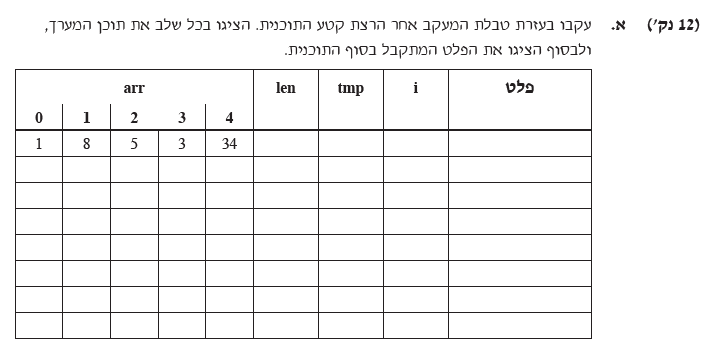 (12 נק') א. עקבו בעזרת טבלת המעקב אחר הרצת קטע התוכנית. הציגו בכל שלב את תוכן המערך,
ולבסוף הציגו את הפלט המתקבל בסוף התוכנית.
arr len tmp i פלט
0 1 2 3 4
1 8 5 3 34